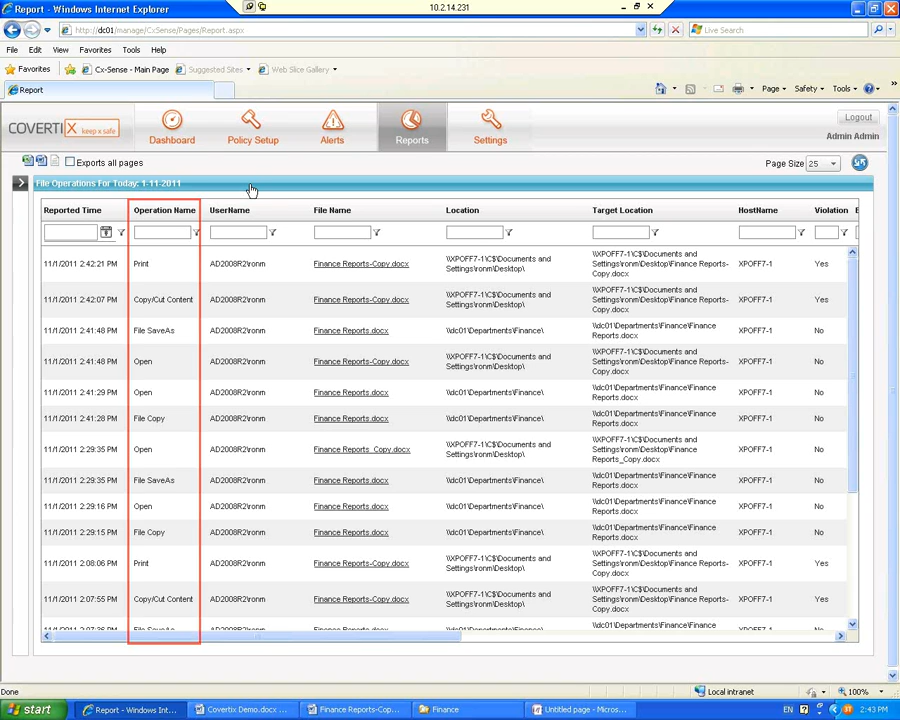 Report - Windows Internet Explorer
10.2.14.231
http://dc01/manage/CxSense/Pages/Report.aspx
Live Search
File Edit View Favorites Tools Help
Favorites Cx-Sense - Main Page Suggested Sites Web Slice Gallery
Report
Page Safety Tools
COVERTIX keep x safe
Dashboard Policy Setup Alerts Reports Settings
Logout
Admin Admin
Exports all pages
Page Size 25
File Operations For Today: 1-11-2011
Reported Time Operation Name UserName File Name Location Target Location HostName Violation E
11/1/2011 2:42:21 PM Print AD2008R2\ronm Finance Reports-Copy.docx \\XPOFF7-1\C$\Documents and Settings\ronm\Desktop\ \\XPOFF7-1\C$\Documents and Settings\ronm\Desktop\Finance Reports-Copy.docx XPOFF7-1 Yes
11/1/2011 2:42:07 PM Copy/Cut Content AD2008R2\ronm Finance Reports-Copy.docx \\XPOFF7-1\C$\Documents and Settings\ronm\Desktop\ \\XPOFF7-1\C$\Documents and Settings\ronm\Desktop\Finance Reports-Copy.docx XPOFF7-1 Yes
11/1/2011 2:41:48 PM File SaveAs AD2008R2\ronm Finance Reports.docx \\dc01\Departments\Finance\ \\dc01\Departments\Finance\Finance Reports.docx XPOFF7-1 No
11/1/2011 2:41:48 PM Open AD2008R2\ronm Finance Reports-Copy.docx \\XPOFF7-1\C$\Documents and Settings\ronm\Desktop\ \\XPOFF7-1\C$\Documents and Settings\ronm\Desktop\Finance Reports-Copy.docx XPOFF7-1 No
11/1/2011 2:41:29 PM Open AD2008R2\ronm Finance Reports.docx \\dc01\Departments\Finance\ \\dc01\Departments\Finance\Finance Reports.docx XPOFF7-1 No
11/1/2011 2:41:28 PM File Copy AD2008R2\ronm Finance Reports.docx \\dc01\Departments\Finance\ \\dc01\Departments\Finance\Finance Reports.docx XPOFF7-1 No
11/1/2011 2:29:35 PM Open AD2008R2\ronm Finance Reports_Copy.docx \\XPOFF7-1\C$\Documents and Settings\ronm\Desktop\ \\XPOFF7-1\C$\Documents and Settings\ronm\Desktop\Finance Reports_Copy.docx XPOFF7-1 No
11/1/2011 2:29:35 PM File SaveAs AD2008R2\ronm Finance Reports.docx \\dc01\Departments\Finance\ \\dc01\Departments\Finance\Finance Reports.docx XPOFF7-1 No
11/1/2011 2:29:16 PM Open AD2008R2\ronm Finance Reports.docx \\dc01\Departments\Finance\ \\dc01\Departments\Finance\Finance Reports.docx XPOFF7-1 No
11/1/2011 2:29:15 PM File Copy AD2008R2\ronm Finance Reports.docx \\dc01\Departments\Finance\ \\dc01\Departments\Finance\Finance Reports.docx XPOFF7-1 No
11/1/2011 2:08:06 PM Print AD2008R2\ronm Finance Reports-Copy.docx \\XPOFF7-1\C$\Documents and Settings\ronm\Desktop\ \\XPOFF7-1\C$\Documents and Settings\ronm\Desktop\Finance Reports-Copy.docx XPOFF7-1 Yes
11/1/2011 2:07:55 PM Copy/Cut Content AD2008R2\ronm Finance Reports-Copy.docx \\XPOFF7-1\C$\Documents and Settings\ronm\Desktop\ \\XPOFF7-1\C$\Documents and Settings\ronm\Desktop\Finance Reports-Copy.docx XPOFF7-1 Yes
\\dc01\Departments\Finance\Finance
Done Local intranet 100%
start Report - Windows Int... Covertix Demo.docx ... Finance Reports-Cop... Finance Untitled page - Micros... EN 2:43 PM